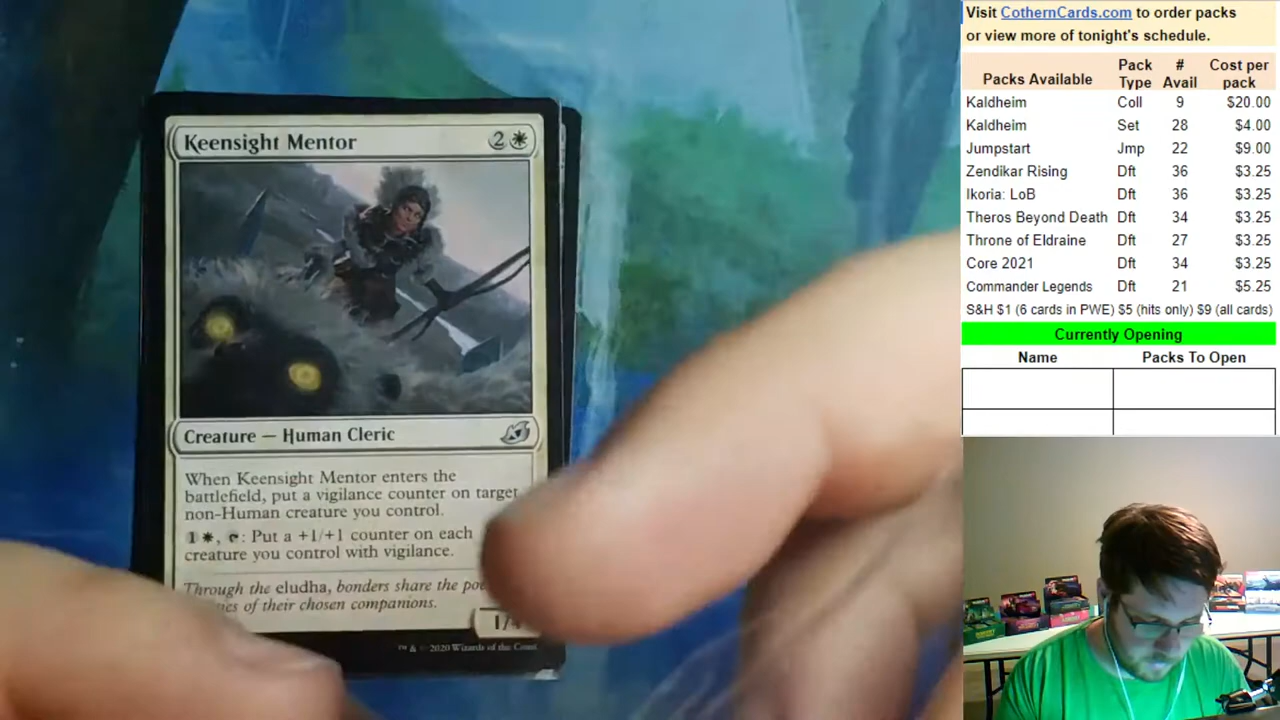 Keensight Mentor 2
Creature — Human Cleric
When Keensight Mentor enters the
battlefield, put a vigilance counter on target
non-Human creature you control.
1 , : Put a +1/+1 counter on each
creature you control with vigilance.
Through the eludha, bonders share the
of their chosen companions.
1/4
™ & © 2020 Wizards of the Coast
Visit CothernCards.com to order packs
or view more of tonight's schedule.
Packs Available Pack Type # Avail Cost per pack
Kaldheim Coll 9 $20.00
Kaldheim Set 28 $4.00
Jumpstart Jmp 22 $9.00
Zendikar Rising Dft 36 $3.25
Ikoria: LoB Dft 36 $3.25
Theros Beyond Death Dft 34 $3.25
Throne of Eldraine Dft 27 $3.25
Core 2021 Dft 34 $3.25
Commander Legends Dft 21 $5.25
S&H $1 (6 cards in PWE) $5 (hits only) $9 (all cards)
Currently Opening
Name Packs To Open